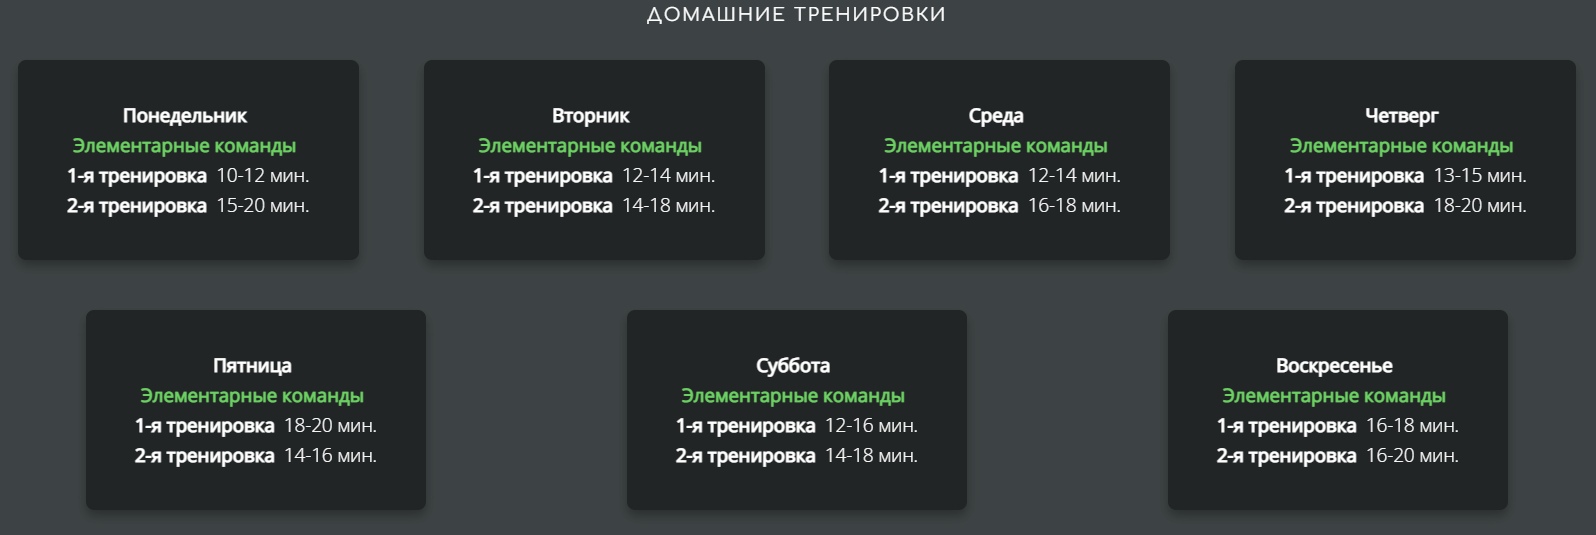 ДОМАШНИЕ ТРЕНИРОВКИ
Понедельник
Элементарные команды
1-я тренировка 10-12 мин.
2-я тренировка 15-20 мин.
Вторник
Элементарные команды
1-я тренировка 12-14 мин.
2-я тренировка 14-18 мин.
Среда
Элементарные команды
1-я тренировка 12-14 мин.
2-я тренировка 16-18 мин.
Четверг
Элементарные команды
1-я тренировка 13-15 мин.
2-я тренировка 18-20 мин.
Пятница
Элементарные команды
1-я тренировка 18-20 мин.
2-я тренировка 14-16 мин.
Суббота
Элементарные команды
1-я тренировка 12-16 мин.
2-я тренировка 14-18 мин.
Воскресенье
Элементарные команды
1-я тренировка 16-18 мин.
2-я тренировка 16-20 мин.